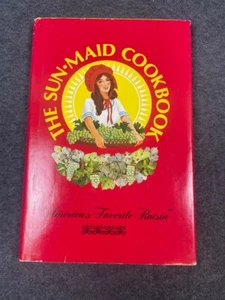 THE SUN-MAID COOKBOOK
"America's Favorite Raisin"